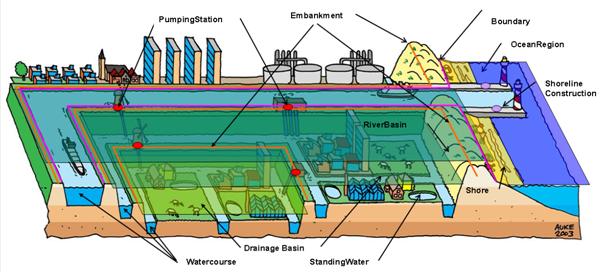 Embankment
PumpingStation
Boundary
OceanRegion
Shoreline
Construction
RiverBasin
Shore
Drainage Basin
Watercourse
StandingWater
AUKE
2003